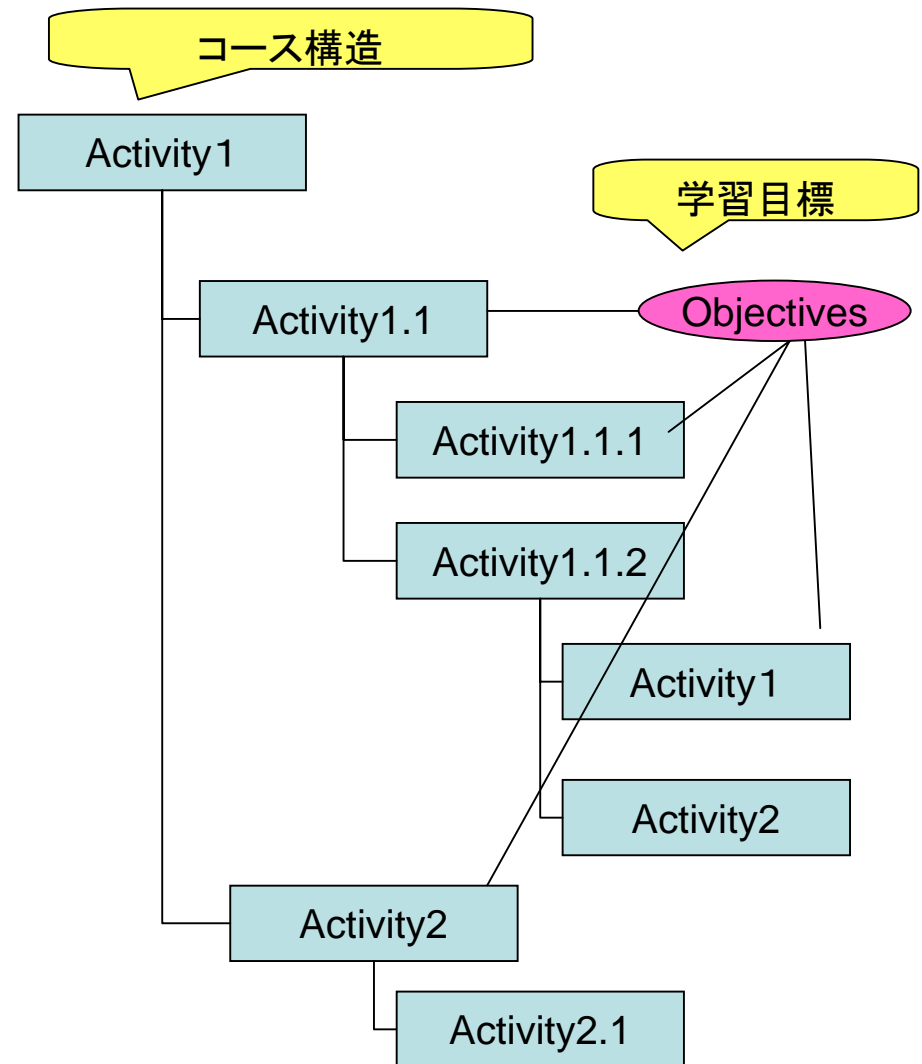 コース構造
Activity1
学習目標
Activity1.1
Objectives
Activity1.1.1
Activity1.1.2
Activity1
Activity2
Activity2
Activity2.1